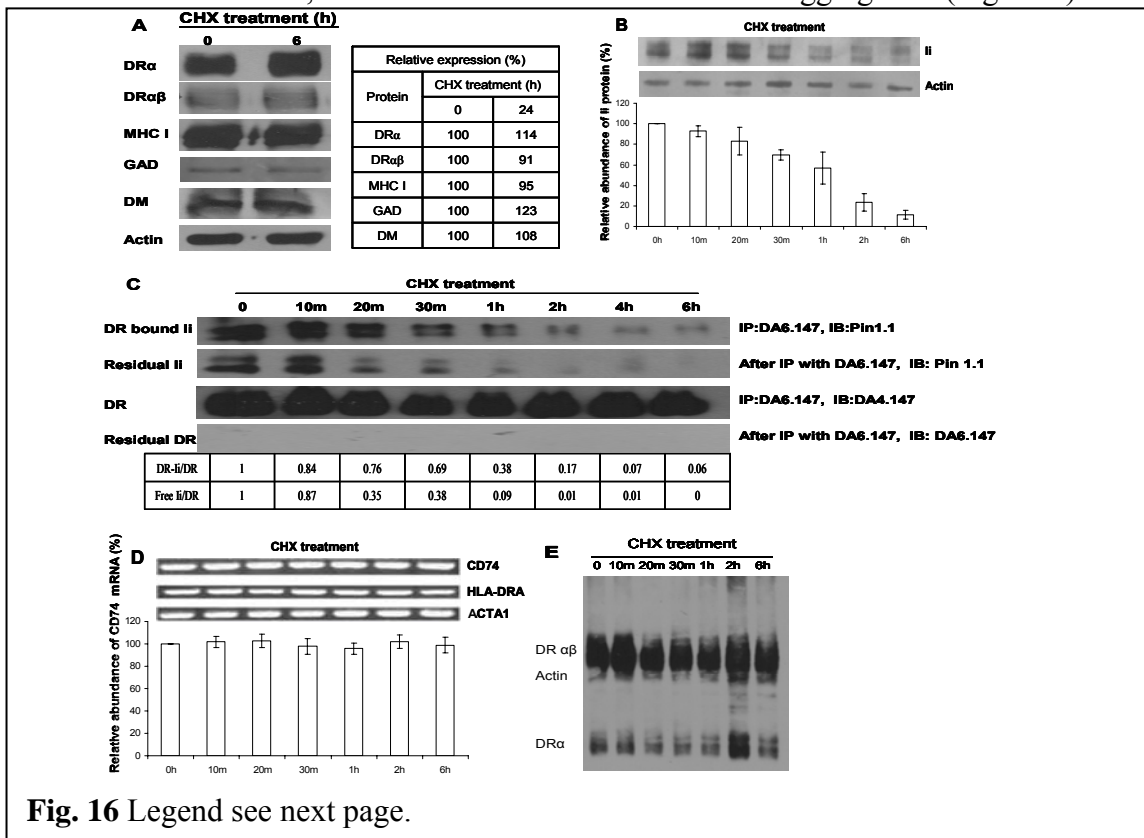 A
CHX treatment (h)
0 6
DRα
DRαβ
MHC I
GAD
DM
Actin
Relative expression (%)
Protein
CHX treatment (h)
0 24
DRα 100 114
DRαβ 100 91
MHC I 100 95
GAD 100 123
DM 100 108
B
CHX treatment
Ii
Actin
Relative abundance of Ii protein (%)
120
100
80
60
40
20
0
0h 10m 20m 30m 1h 2h 6h
C
CHX treatment
0 10m 20m 30m 1h 2h 4h 6h
DR bound Ii
IP:DA6.147, IB:Pin1.1
Residual Ii
After IP with DA6.147, IB: Pin 1.1
DR
IP:DA6.147, IB:DA4.147
Residual DR
After IP with DA6.147, IB: DA6.147
DR-Ii/DR 1 0.84 0.76 0.69 0.38 0.17 0.07 0.06
Free Ii/DR 1 0.87 0.35 0.38 0.09 0.01 0.01 0
D
CHX treatment
CD74
HLA-DRA
ACTA1
Relative abundance of CD74 mRNA (%)
120
100
80
60
40
20
0
0h 10m 20m 30m 1h 2h 6h
E
CHX treatment
0 10m 20m 30m 1h 2h 6h
DR αβ
Actin
DRα
Fig. 16 Legend see next page.